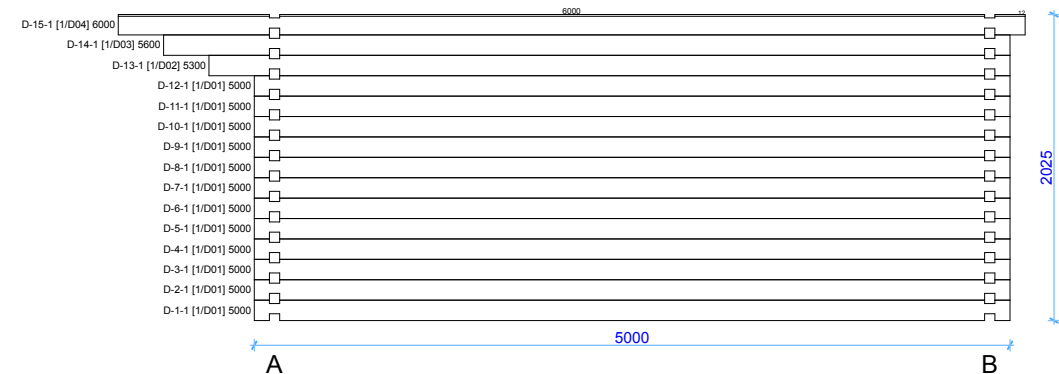 6000
12
D-15-1 [1/D04] 6000
D-14-1 [1/D03] 5600
D-13-1 [1/D02] 5300
D-12-1 [1/D01] 5000
D-11-1 [1/D01] 5000
D-10-1 [1/D01] 5000
D-9-1 [1/D01] 5000
D-8-1 [1/D01] 5000
D-7-1 [1/D01] 5000
D-6-1 [1/D01] 5000
D-5-1 [1/D01] 5000
D-4-1 [1/D01] 5000
D-3-1 [1/D01] 5000
D-2-1 [1/D01] 5000
D-1-1 [1/D01] 5000
2025
5000
A B